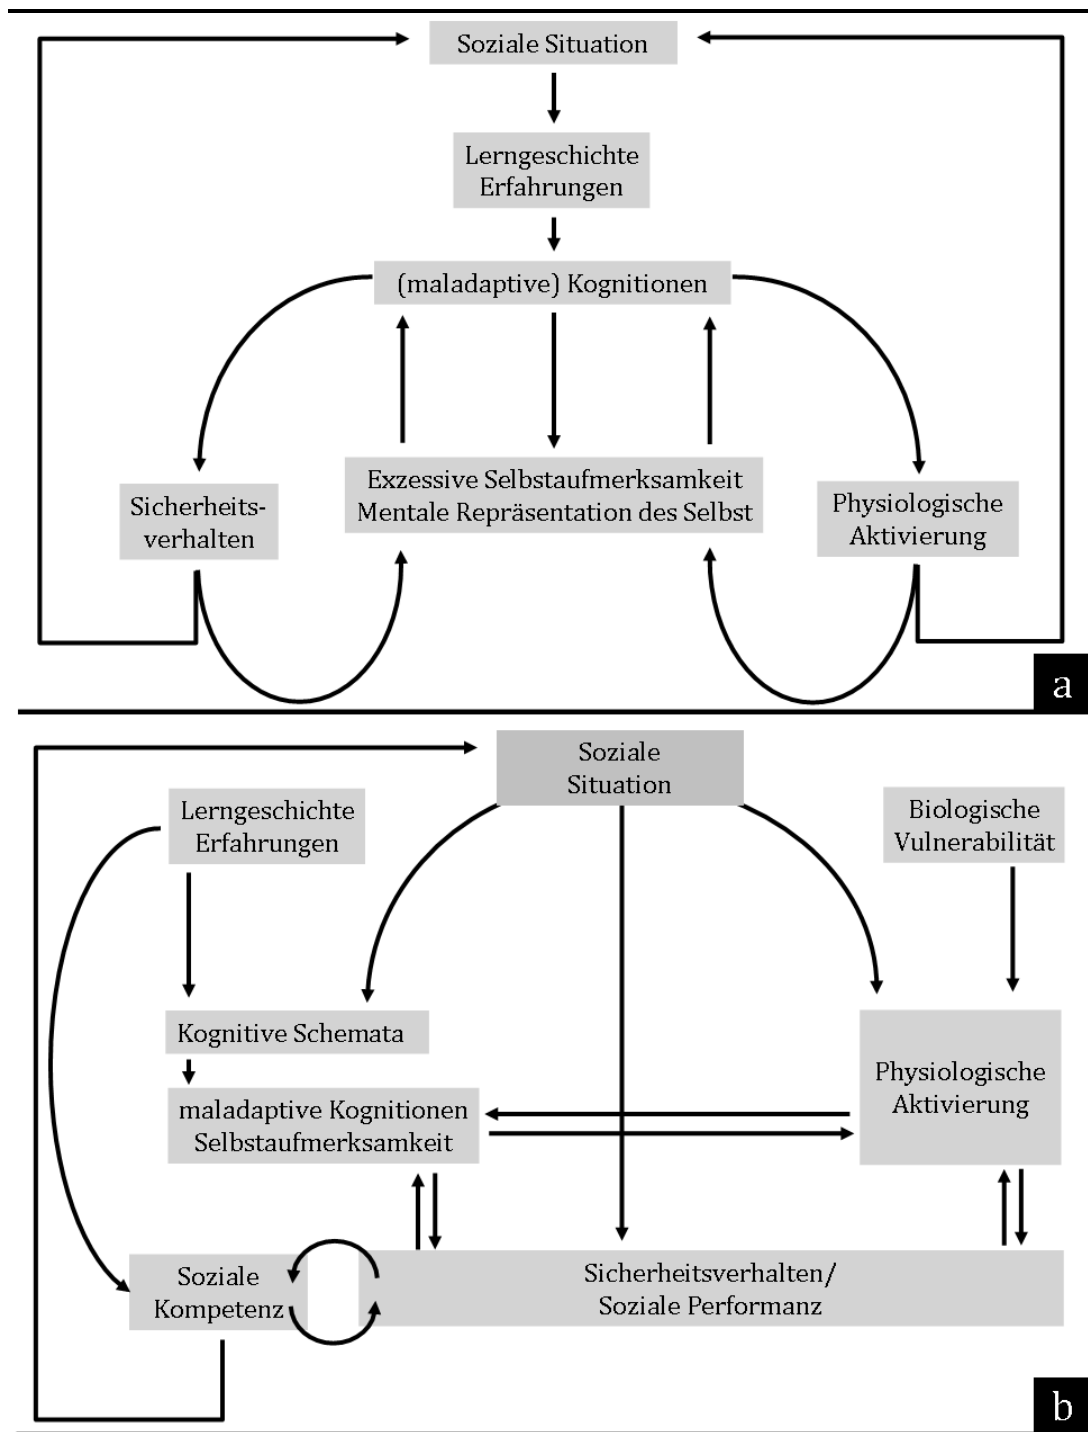 Soziale Situation
Lerngeschichte
Erfahrungen
(maladaptive) Kognitionen
Exzessive Selbstaufmerksamkeit
Mentale Repräsentation des Selbst
Sicherheits-
verhalten
Physiologische
Aktivierung
a
Soziale
Situation
Lerngeschichte
Erfahrungen
Biologische
Vulnerabilität
Kognitive Schemata
maladaptive Kognitionen
Selbstaufmerksamkeit
Physiologische
Aktivierung
Soziale
Kompetenz
Sicherheitsverhalten/
Soziale Performanz
b